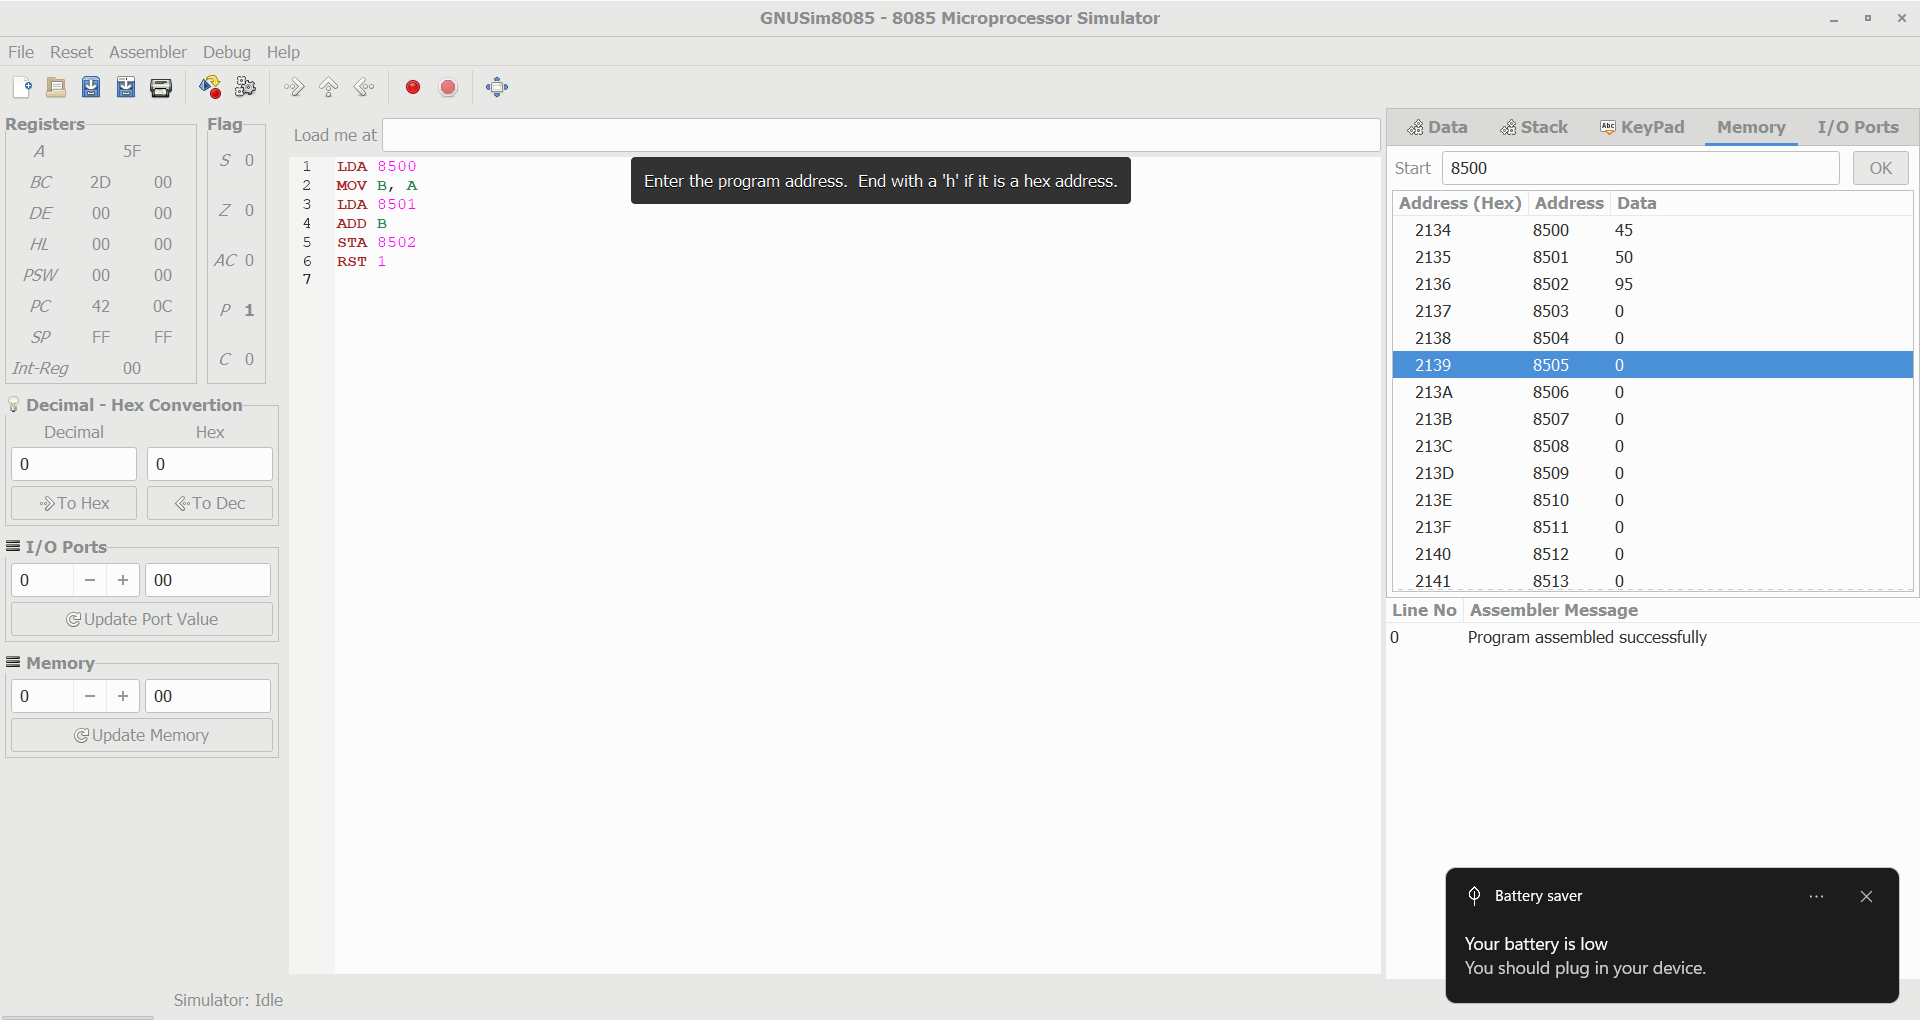 GNUSim8085 - 8085 Microprocessor Simulator
File Reset Assembler Debug Help
Registers
A 5F
BC 2D 00
DE 00 00
HL 00 00
PSW 00 00
PC 42 0C
SP FF FF
Int-Reg 00
Flag
S 0
Z 0
AC 0
P 1
C 0
Decimal - Hex Convertion
Decimal Hex
0 0
To Hex To Dec
I/O Ports
0 − + 00
Update Port Value
Memory
0 − + 00
Update Memory
Load me at
Enter the program address. End with a 'h' if it is a hex address.
1 LDA 8500
2 MOV B, A
3 LDA 8501
4 ADD B
5 STA 8502
6 RST 1
7
Data Stack Abc KeyPad Memory I/O Ports
Start 8500 OK
Address (Hex) Address Data
2134 8500 45
2135 8501 50
2136 8502 95
2137 8503 0
2138 8504 0
2139 8505 0
213A 8506 0
213B 8507 0
213C 8508 0
213D 8509 0
213E 8510 0
213F 8511 0
2140 8512 0
2141 8513 0
Line No Assembler Message
0 Program assembled successfully
Battery saver
Your battery is low
You should plug in your device.
Simulator: Idle